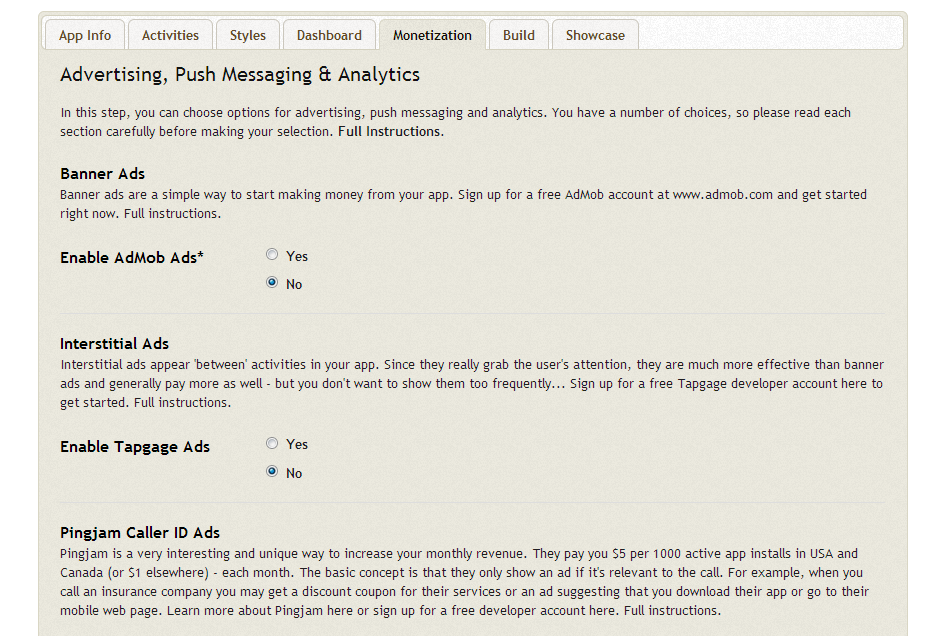 App Info Activities Styles Dashboard Monetization Build Showcase
Advertising, Push Messaging & Analytics
In this step, you can choose options for advertising, push messaging and analytics. You have a number of choices, so please read each
section carefully before making your selection. Full Instructions.
Banner Ads
Banner ads are a simple way to start making money from your app. Sign up for a free AdMob account at www.admob.com and get started
right now. Full instructions.
Enable AdMob Ads* Yes
No
Interstitial Ads
Interstitial ads appear 'between' activities in your app. Since they really grab the user's attention, they are much more effective than banner
ads and generally pay more as well - but you don't want to show them too frequently... Sign up for a free Tapgage developer account here to
get started. Full instructions.
Enable Tapgage Ads Yes
No
Pingjam Caller ID Ads
Pingjam is a very interesting and unique way to increase your monthly revenue. They pay you $5 per 1000 active app installs in USA and
Canada (or $1 elsewhere) - each month. The basic concept is that they only show an ad if it's relevant to the call. For example, when you
call an insurance company you may get a discount coupon for their services or an ad suggesting that you download their app or go to their
mobile web page. Learn more about Pingjam here or sign up for a free developer account here. Full instructions.